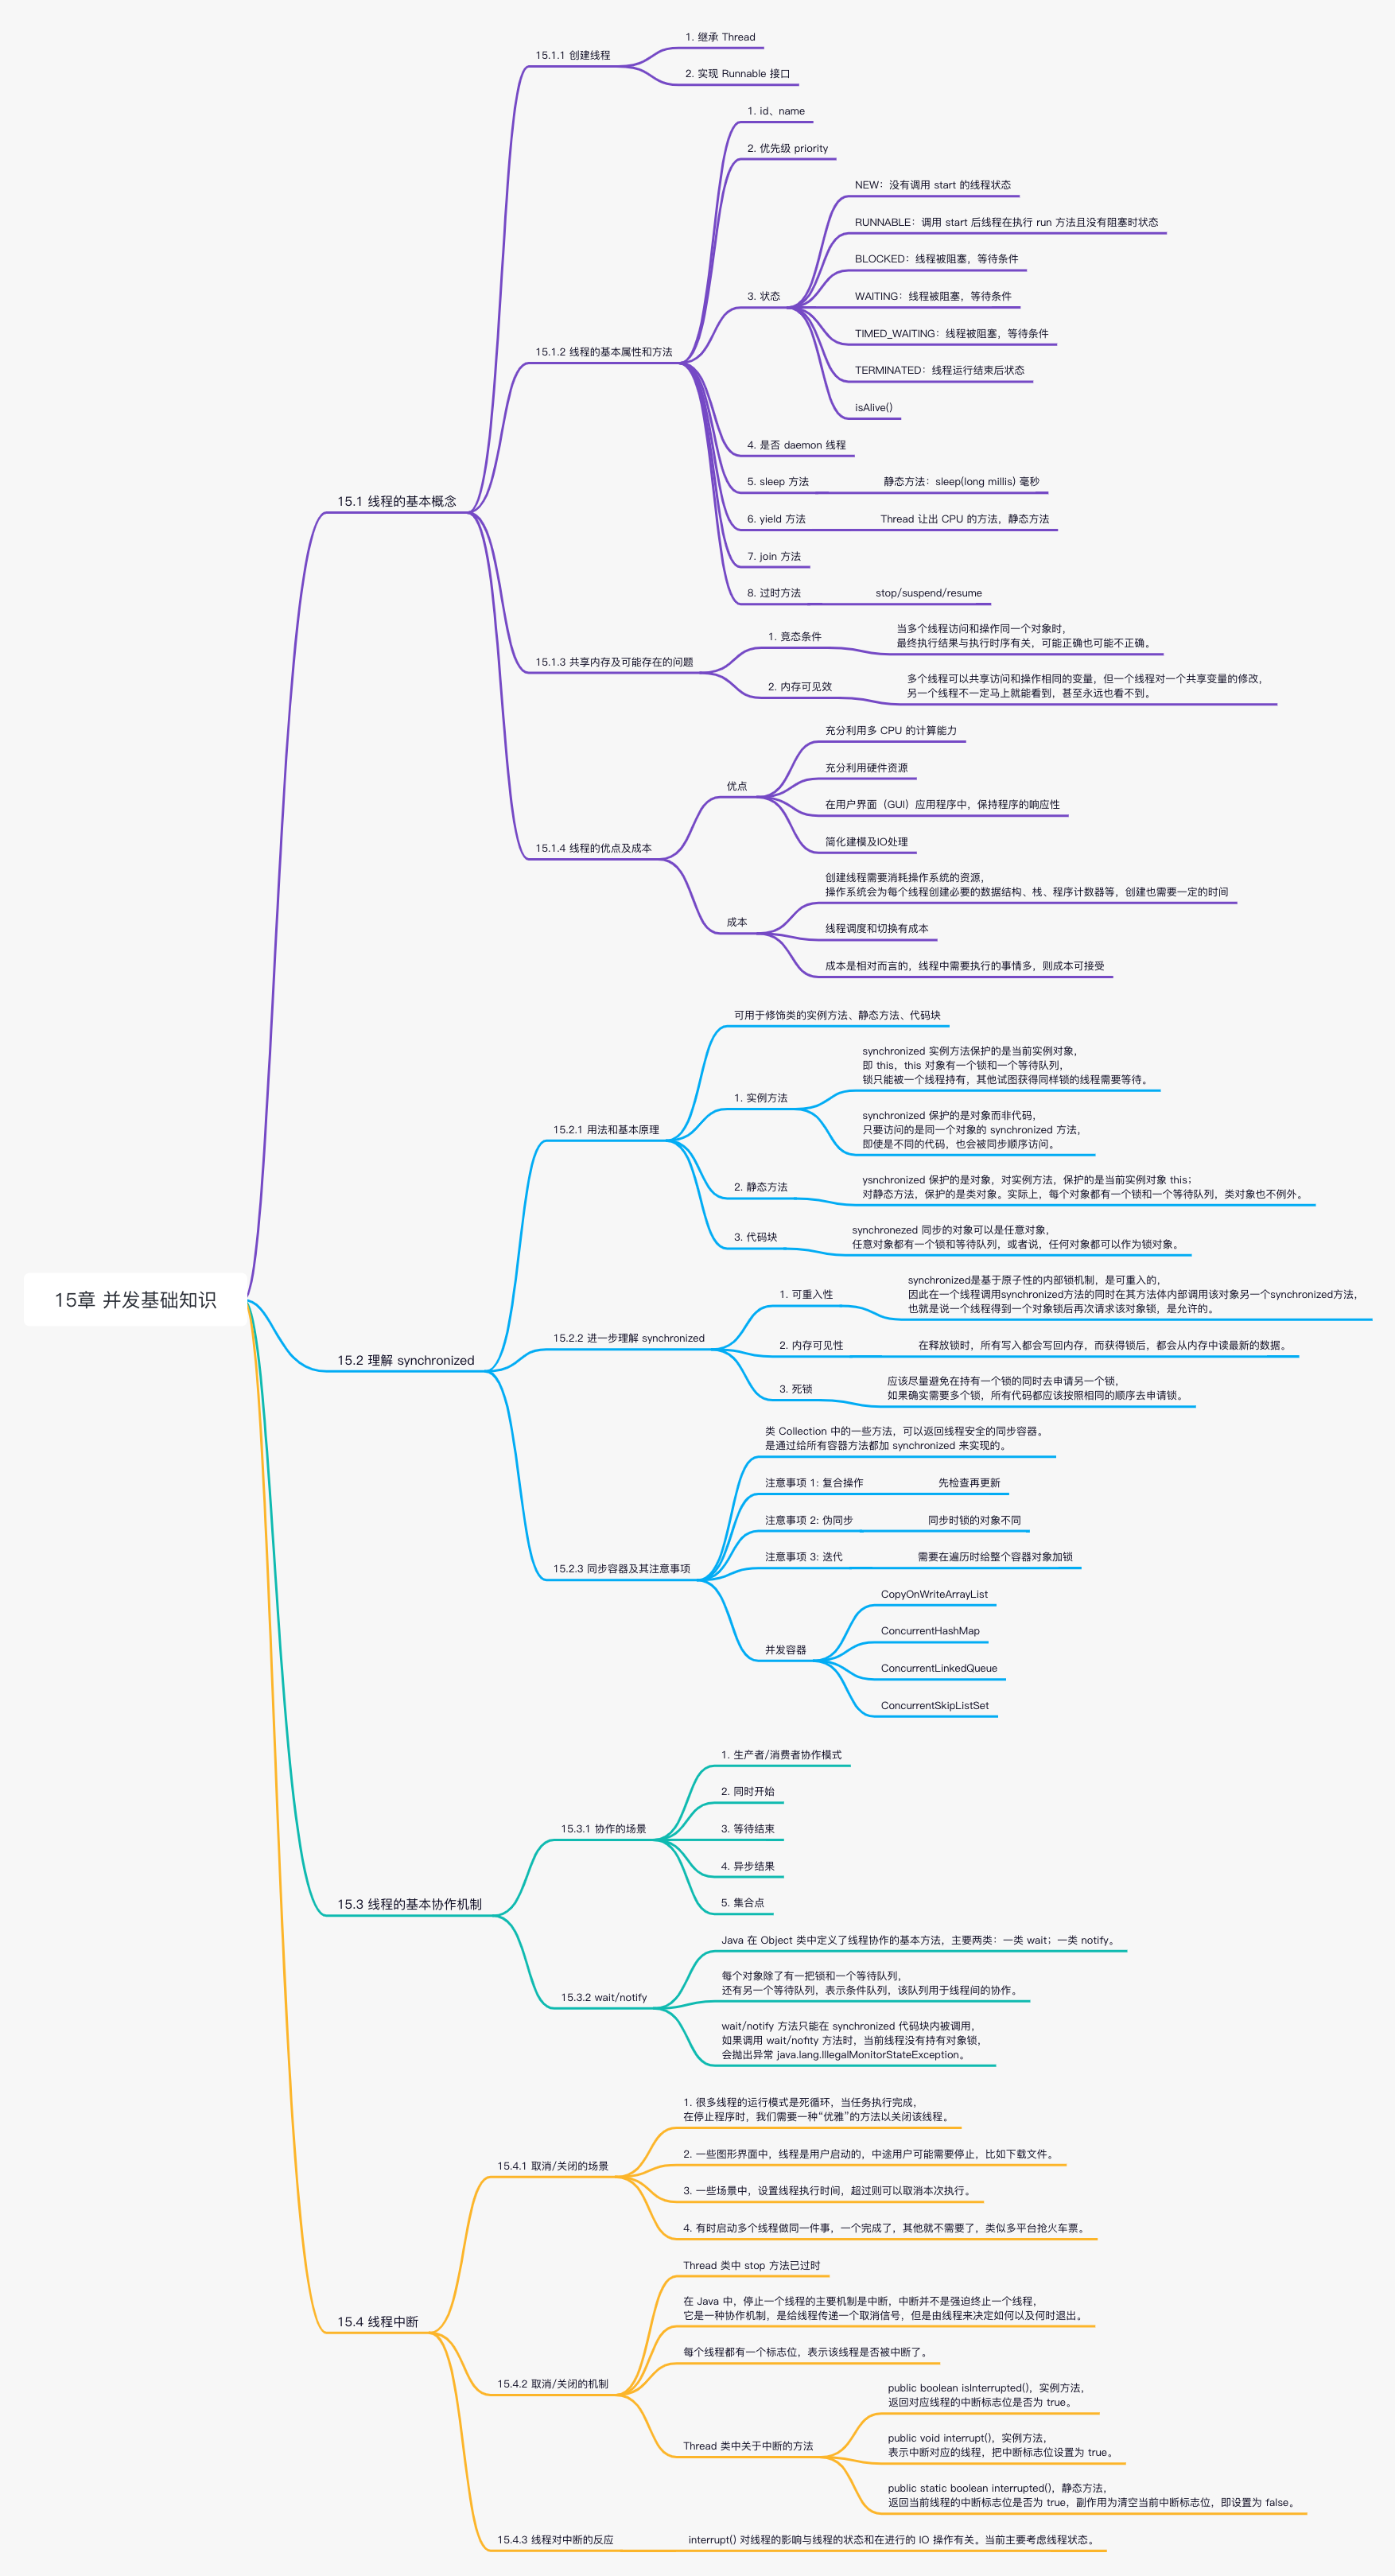 15章 并发基础知识
15.1 线程的基本概念
15.1.1 创建线程
1. 继承 Thread
2. 实现 Runnable 接口
15.1.2 线程的基本属性和方法
1. id、name
2. 优先级 priority
3. 状态
NEW：没有调用 start 的线程状态
RUNNABLE：调用 start 后线程在执行 run 方法且没有阻塞时状态
BLOCKED：线程被阻塞，等待条件
WAITING：线程被阻塞，等待条件
TIMED_WAITING：线程被阻塞，等待条件
TERMINATED：线程运行结束后状态
isAlive()
4. 是否 daemon 线程
5. sleep 方法
静态方法：sleep(long millis) 毫秒
6. yield 方法
Thread 让出 CPU 的方法，静态方法
7. join 方法
8. 过时方法
stop/suspend/resume
15.1.3 共享内存及可能存在的问题
1. 竟态条件
当多个线程访问和操作同一个对象时，
最终执行结果与执行时序有关，可能正确也可能不正确。
2. 内存可见效
多个线程可以共享访问和操作相同的变量，但一个线程对一个共享变量的修改，
另一个线程不一定马上就能看到，甚至永远也看不到。
15.1.4 线程的优点及成本
优点
充分利用多 CPU 的计算能力
充分利用硬件资源
在用户界面（GUI）应用程序中，保持程序的响应性
简化建模及IO处理
成本
创建线程需要消耗操作系统的资源，
操作系统会为每个线程创建必要的数据结构、栈、程序计数器等，创建也需要一定的时间
线程调度和切换有成本
成本是相对而言的，线程中需要执行的事情多，则成本可接受
15.2 理解 synchronized
15.2.1 用法和基本原理
可用于修饰类的实例方法、静态方法、代码块
1. 实例方法
synchronized 实例方法保护的是当前实例对象，
即 this，this 对象有一个锁和一个等待队列，
锁只能被一个线程持有，其他试图获得同样锁的线程需要等待。
synchronized 保护的是对象而非代码，
只要访问的是同一个对象的 synchronized 方法，
即使是不同的代码，也会被同步顺序访问。
2. 静态方法
ysnchronized 保护的是对象，对实例方法，保护的是当前实例对象 this；
对静态方法，保护的是类对象。实际上，每个对象都有一个锁和一个等待队列，类对象也不例外。
3. 代码块
synchronezed 同步的对象可以是任意对象，
任意对象都有一个锁和等待队列，或者说，任何对象都可以作为锁对象。
15.2.2 进一步理解 synchronized
1. 可重入性
synchronized是基于原子性的内部锁机制，是可重入的，
因此在一个线程调用synchronized方法的同时在其方法体内部调用该对象另一个synchronized方法，
也就是说一个线程得到一个对象锁后再次请求该对象锁，是允许的。
2. 内存可见性
在释放锁时，所有写入都会写回内存，而获得锁后，都会从内存中读最新的数据。
3. 死锁
应该尽量避免在持有一个锁的同时去申请另一个锁，
如果确实需要多个锁，所有代码都应该按照相同的顺序去申请锁。
15.2.3 同步容器及其注意事项
类 Collection 中的一些方法，可以返回线程安全的同步容器。
是通过给所有容器方法都加 synchronized 来实现的。
注意事项 1: 复合操作
先检查再更新
注意事项 2: 伪同步
同步时锁的对象不同
注意事项 3: 迭代
需要在遍历时给整个容器对象加锁
并发容器
CopyOnWriteArrayList
ConcurrentHashMap
ConcurrentLinkedQueue
ConcurrentSkipListSet
15.3 线程的基本协作机制
15.3.1 协作的场景
1. 生产者/消费者协作模式
2. 同时开始
3. 等待结束
4. 异步结果
5. 集合点
15.3.2 wait/notify
Java 在 Object 类中定义了线程协作的基本方法，主要两类：一类 wait；一类 notify。
每个对象除了有一把锁和一个等待队列，
还有另一个等待队列，表示条件队列，该队列用于线程间的协作。
wait/notify 方法只能在 synchronized 代码块内被调用，
如果调用 wait/nofity 方法时，当前线程没有持有对象锁，
会抛出异常 java.lang.IllegalMonitorStateException。
15.4 线程中断
15.4.1 取消/关闭的场景
1. 很多线程的运行模式是死循环，当任务执行完成，
在停止程序时，我们需要一种“优雅”的方法以关闭该线程。
2. 一些图形界面中，线程是用户启动的，中途用户可能需要停止，比如下载文件。
3. 一些场景中，设置线程执行时间，超过则可以取消本次执行。
4. 有时启动多个线程做同一件事，一个完成了，其他就不需要了，类似多平台抢火车票。
15.4.2 取消/关闭的机制
Thread 类中 stop 方法已过时
在 Java 中，停止一个线程的主要机制是中断，中断并不是强迫终止一个线程，
它是一种协作机制，是给线程传递一个取消信号，但是由线程来决定如何以及何时退出。
每个线程都有一个标志位，表示该线程是否被中断了。
Thread 类中关于中断的方法
public boolean isInterrupted()，实例方法，
返回对应线程的中断标志位是否为 true。
public void interrupt()，实例方法，
表示中断对应的线程，把中断标志位设置为 true。
public static boolean interrupted()，静态方法，
返回当前线程的中断标志位是否为 true，副作用为清空当前中断标志位，即设置为 false。
15.4.3 线程对中断的反应
interrupt() 对线程的影响与线程的状态和在进行的 IO 操作有关。当前主要考虑线程状态。